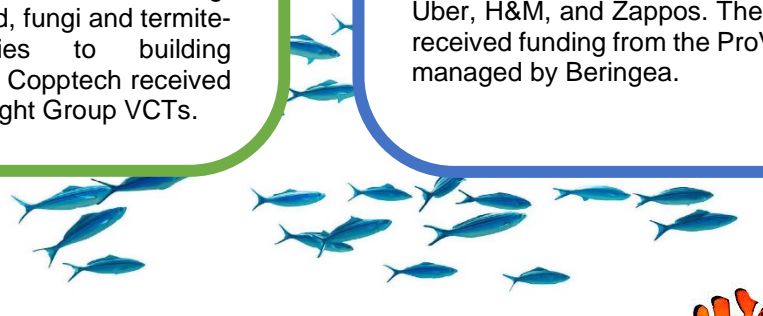 d, fungi and termite-
ies to building
Copptech received
ght Group VCTs.
Uber, H&M, and Zappos. The
received funding from the ProV
managed by Beringea.